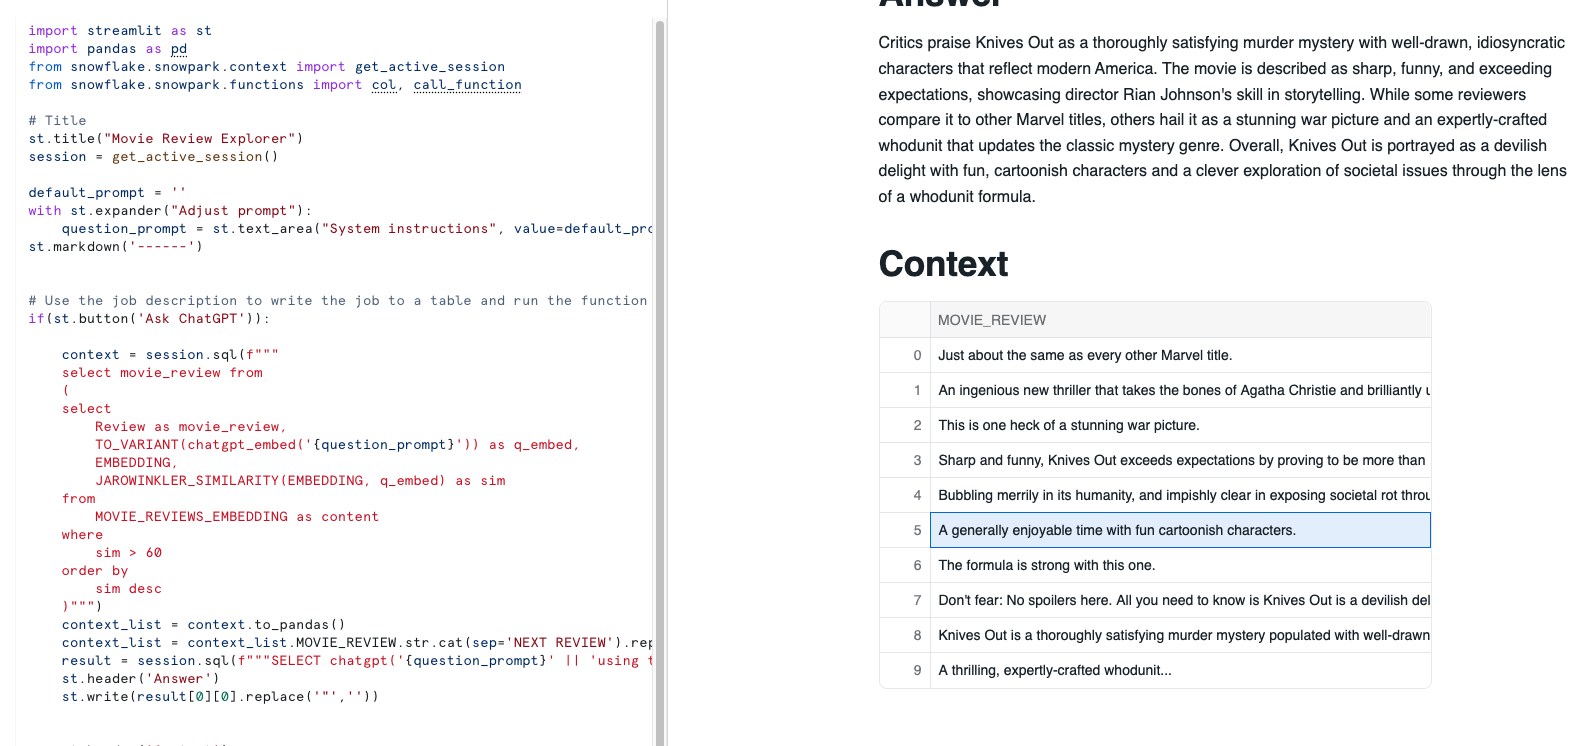 import streamlit as st
import pandas as pd
from snowflake.snowpark.context import get_active_session
from snowflake.snowpark.functions import col, call_function
# Title
st.title("Movie Review Explorer")
session = get_active_session()
default_prompt = ''
with st.expander("Adjust prompt"):
question_prompt = st.text_area("System instructions", value=default_pro
st.markdown('------')
# Use the job description to write the job to a table and run the function
if(st.button('Ask ChatGPT')):
context = session.sql(f"""
select movie_review from
(
select
Review as movie_review,
TO_VARIANT(chatgpt_embed('{question_prompt}')) as q_embed,
EMBEDDING,
JAROWINKLER_SIMILARITY(EMBEDDING, q_embed) as sim
from
MOVIE_REVIEWS_EMBEDDING as content
where
sim > 60
order by
sim desc
)""")
context_list = context.to_pandas()
context_list = context_list.MOVIE_REVIEW.str.cat(sep='NEXT REVIEW').rep
result = session.sql(f"""SELECT chatgpt('{question_prompt}' || 'using t
st.header('Answer')
st.write(result[0][0].replace('"',''))
Answer
Critics praise Knives Out as a thoroughly satisfying murder mystery with well-drawn, idiosyncratic
characters that reflect modern America. The movie is described as sharp, funny, and exceeding
expectations, showcasing director Rian Johnson's skill in storytelling. While some reviewers
compare it to other Marvel titles, others hail it as a stunning war picture and an expertly-crafted
whodunit that updates the classic mystery genre. Overall, Knives Out is portrayed as a devilish
delight with fun, cartoonish characters and a clever exploration of societal issues through the lens
of a whodunit formula.
Context
MOVIE_REVIEW
0 Just about the same as every other Marvel title.
1 An ingenious new thriller that takes the bones of Agatha Christie and brilliantly u
2 This is one heck of a stunning war picture.
3 Sharp and funny, Knives Out exceeds expectations by proving to be more than
4 Bubbling merrily in its humanity, and impishly clear in exposing societal rot throu
5 A generally enjoyable time with fun cartoonish characters.
6 The formula is strong with this one.
7 Don't fear: No spoilers here. All you need to know is Knives Out is a devilish del
8 Knives Out is a thoroughly satisfying murder mystery populated with well-drawn
9 A thrilling, expertly-crafted whodunit...